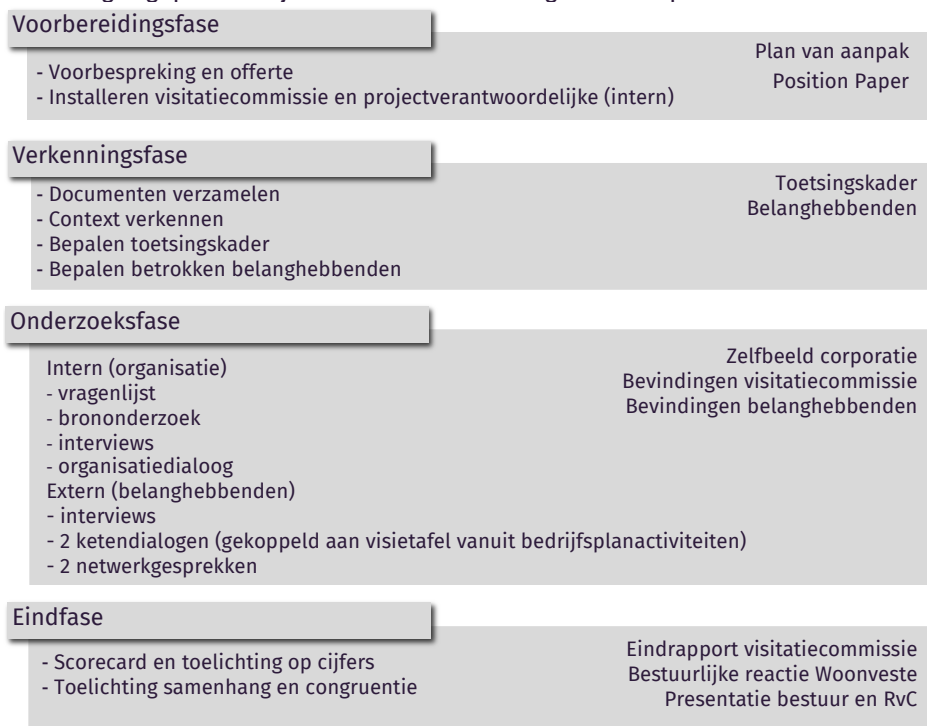 Voorbereidingsfase
- Voorbespreking en offerte
- Installeren visitatiecommissie en projectverantwoordelijke (intern)
Plan van aanpak
Position Paper
Verkenningsfase
- Documenten verzamelen
- Context verkennen
- Bepalen toetsingskader
- Bepalen betrokken belanghebbenden
Toetsingskader
Belanghebbenden
Onderzoeksfase
Intern (organisatie)
- vragenlijst
- brononderzoek
- interviews
- organisatiedialoog
Extern (belanghebbenden)
- interviews
- 2 ketendialogen (gekoppeld aan visietafel vanuit bedrijfsplanactiviteiten)
- 2 netwerkgesprekken
Zelfbeeld corporatie
Bevindingen visitatiecommissie
Bevindingen belanghebbenden
Eindfase
- Scorecard en toelichting op cijfers
- Toelichting samenhang en congruentie
Eindrapport visitatiecommissie
Bestuurlijke reactie Woonveste
Presentatie bestuur en RvC